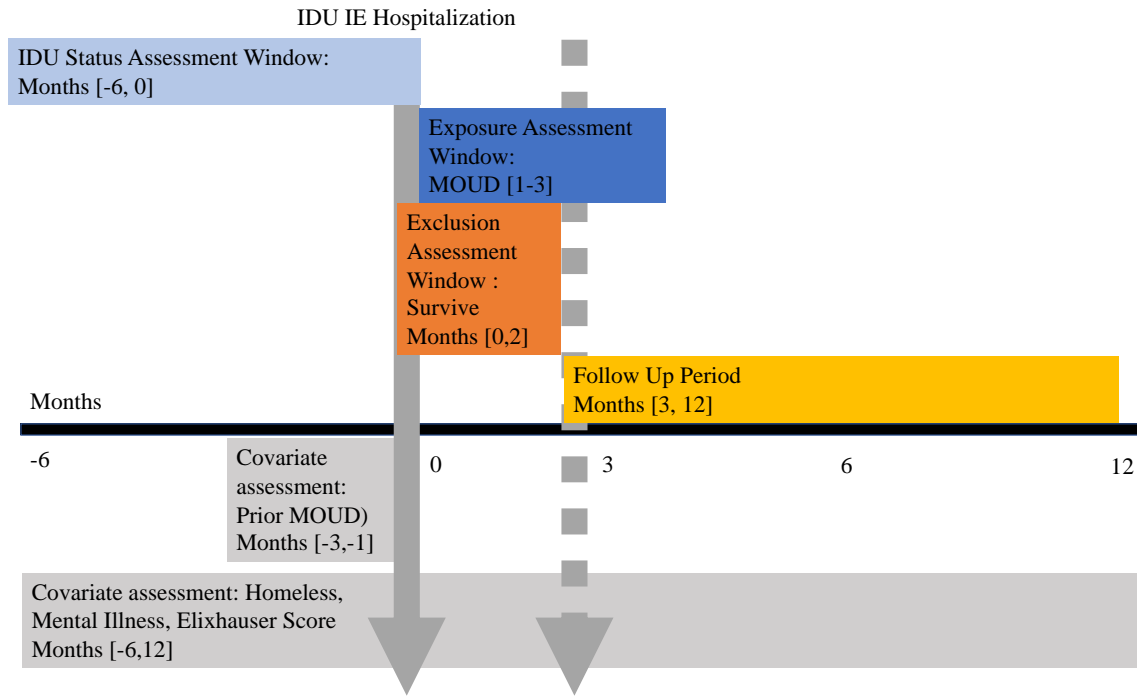 IDU IE Hospitalization
IDU Status Assessment Window:
Months [-6, 0]
Exposure Assessment
Window:
MOUD [1-3]
Exclusion
Assessment
Window :
Survive
Months [0,2]
Follow Up Period
Months [3, 12]
Months
-6
0
3
6
12
Covariate
assessment:
Prior MOUD)
Months [-3,-1]
Covariate assessment: Homeless,
Mental Illness, Elixhauser Score
Months [-6,12]